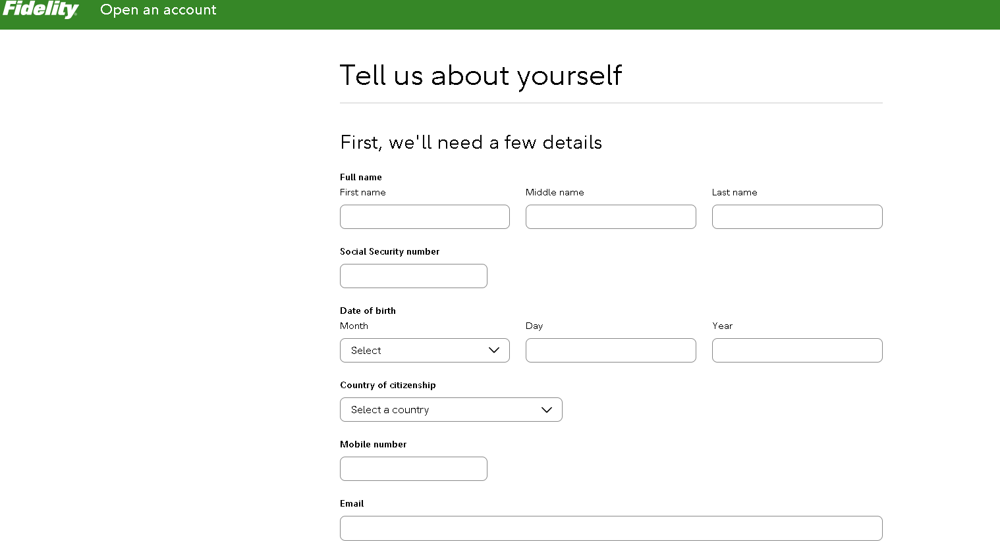 Fidelity Open an account
Tell us about yourself
First, we'll need a few details
Full name
First name Middle name Last name
Social Security number
Date of birth
Month Day Year
Select
Country of citizenship
Select a country
Mobile number
Email